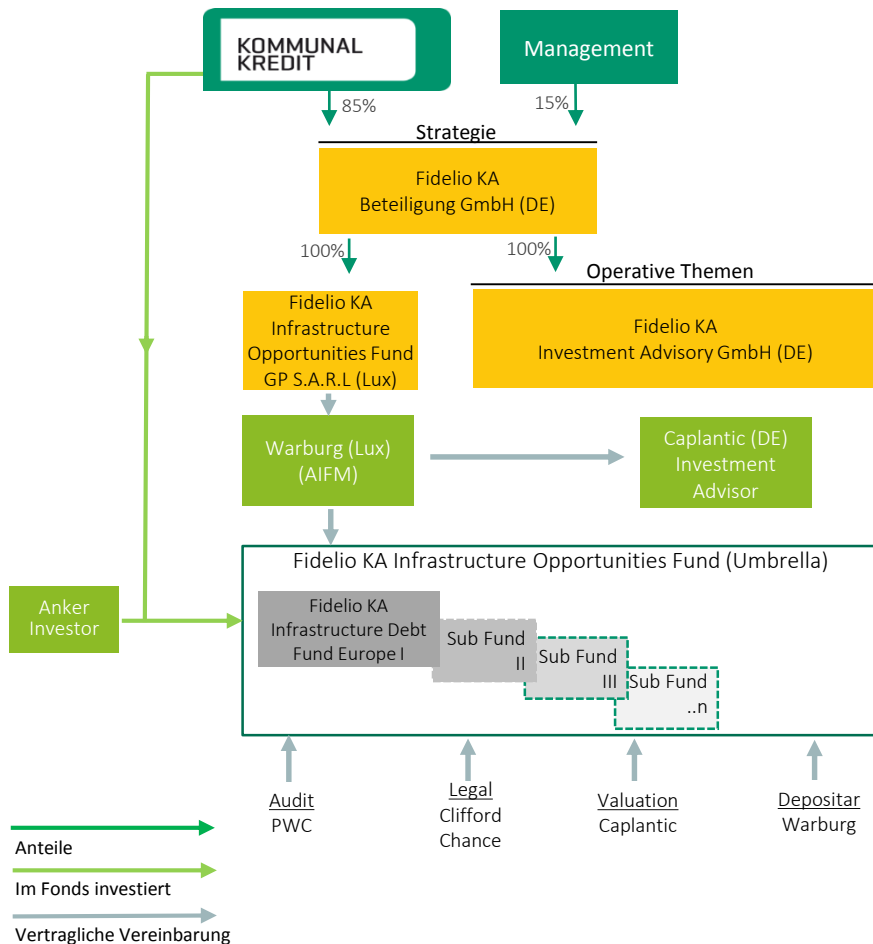 KOMMUNAL
KREDIT
Management
85%
15%
Strategie
Fidelio KA
Beteiligung GmbH (DE)
100%
100%
Operative Themen
Fidelio KA
Infrastructure
Opportunities Fund
GP S.A.R.L (Lux)
Fidelio KA
Investment Advisory GmbH (DE)
Warburg (Lux)
(AIFM)
Caplantic (DE)
Investment
Advisor
Fidelio KA Infrastructure Opportunities Fund (Umbrella)
Anker
Investor
Fidelio KA
Infrastructure Debt
Fund Europe I
Sub Fund
II
Sub Fund
III
Sub Fund
..n
Audit
PWC
Legal
Clifford
Chance
Valuation
Caplantic
Depositar
Warburg
Anteile
Im Fonds investiert
Vertragliche Vereinbarung